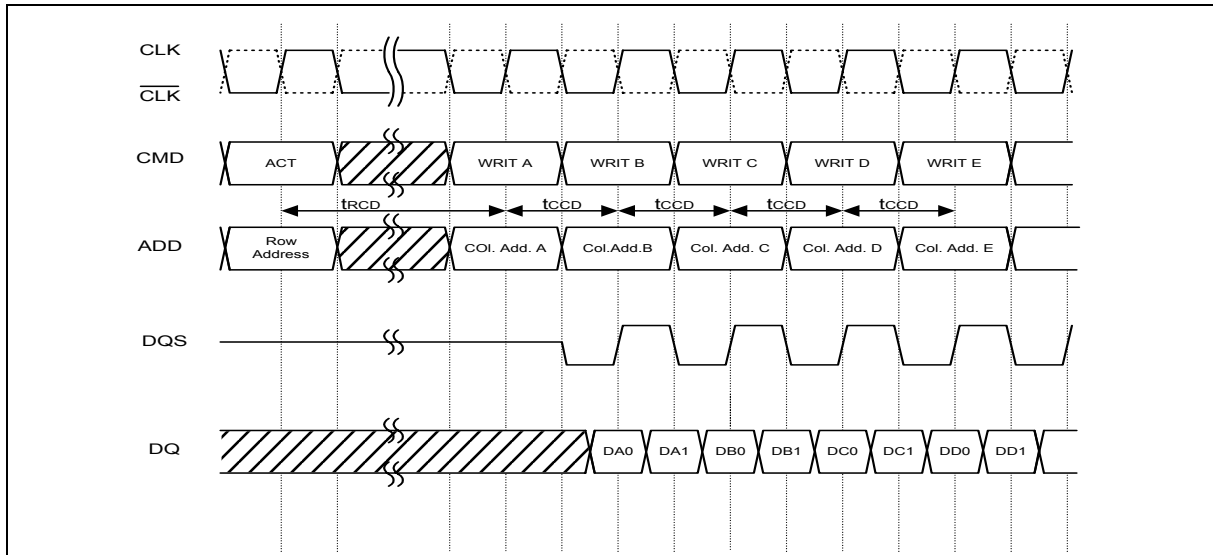 CLK
CLK
CMD
ACT
WRIT A
WRIT B
WRIT C
WRIT D
WRIT E
tRCD
tCCD
tCCD
tCCD
tCCD
ADD
Row
Address
COl. Add. A
Col.Add.B
Col. Add. C
Col. Add. D
Col. Add. E
DQS
DQ
DA0
DA1
DB0
DB1
DC0
DC1
DD0
DD1